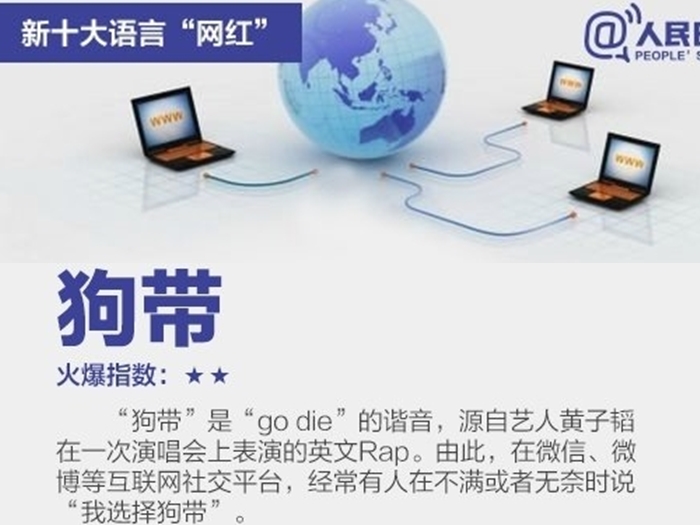 新十大语言“网红”
@人民
PEOPLE' S
www
www
www
狗带
火爆指数：★★
“狗带”是“go die”的谐音，源自艺人黄子韬
在一次演唱会上表演的英文Rap。由此，在微信、微
博等互联网社交平台，经常有人在不满或者无奈时说
“我选择狗带”。